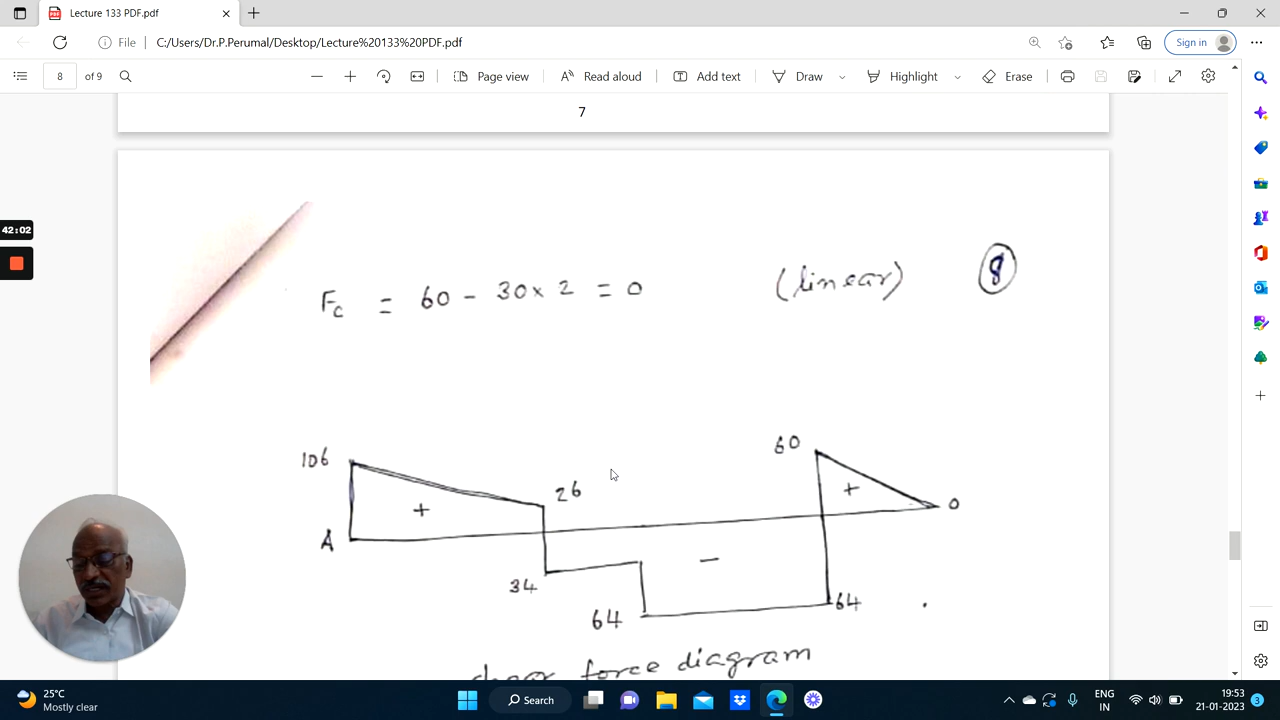 Lecture 133 PDF.pdf
File C:/Users/Dr.P.Perumal/Desktop/Lecture%20133%20PDF.pdf
Sign in
8 of 9
Page view
Read aloud
Add text
Draw
Highlight
Erase
7
42:02
Fc = 60 - 30 x 2 = 0 (linear) 8
106
26
60
+
+
0
A
34
-
64
64
shear force diagram
25°C
Mostly clear
Search
ENG
IN
19:53
21-01-2023
3